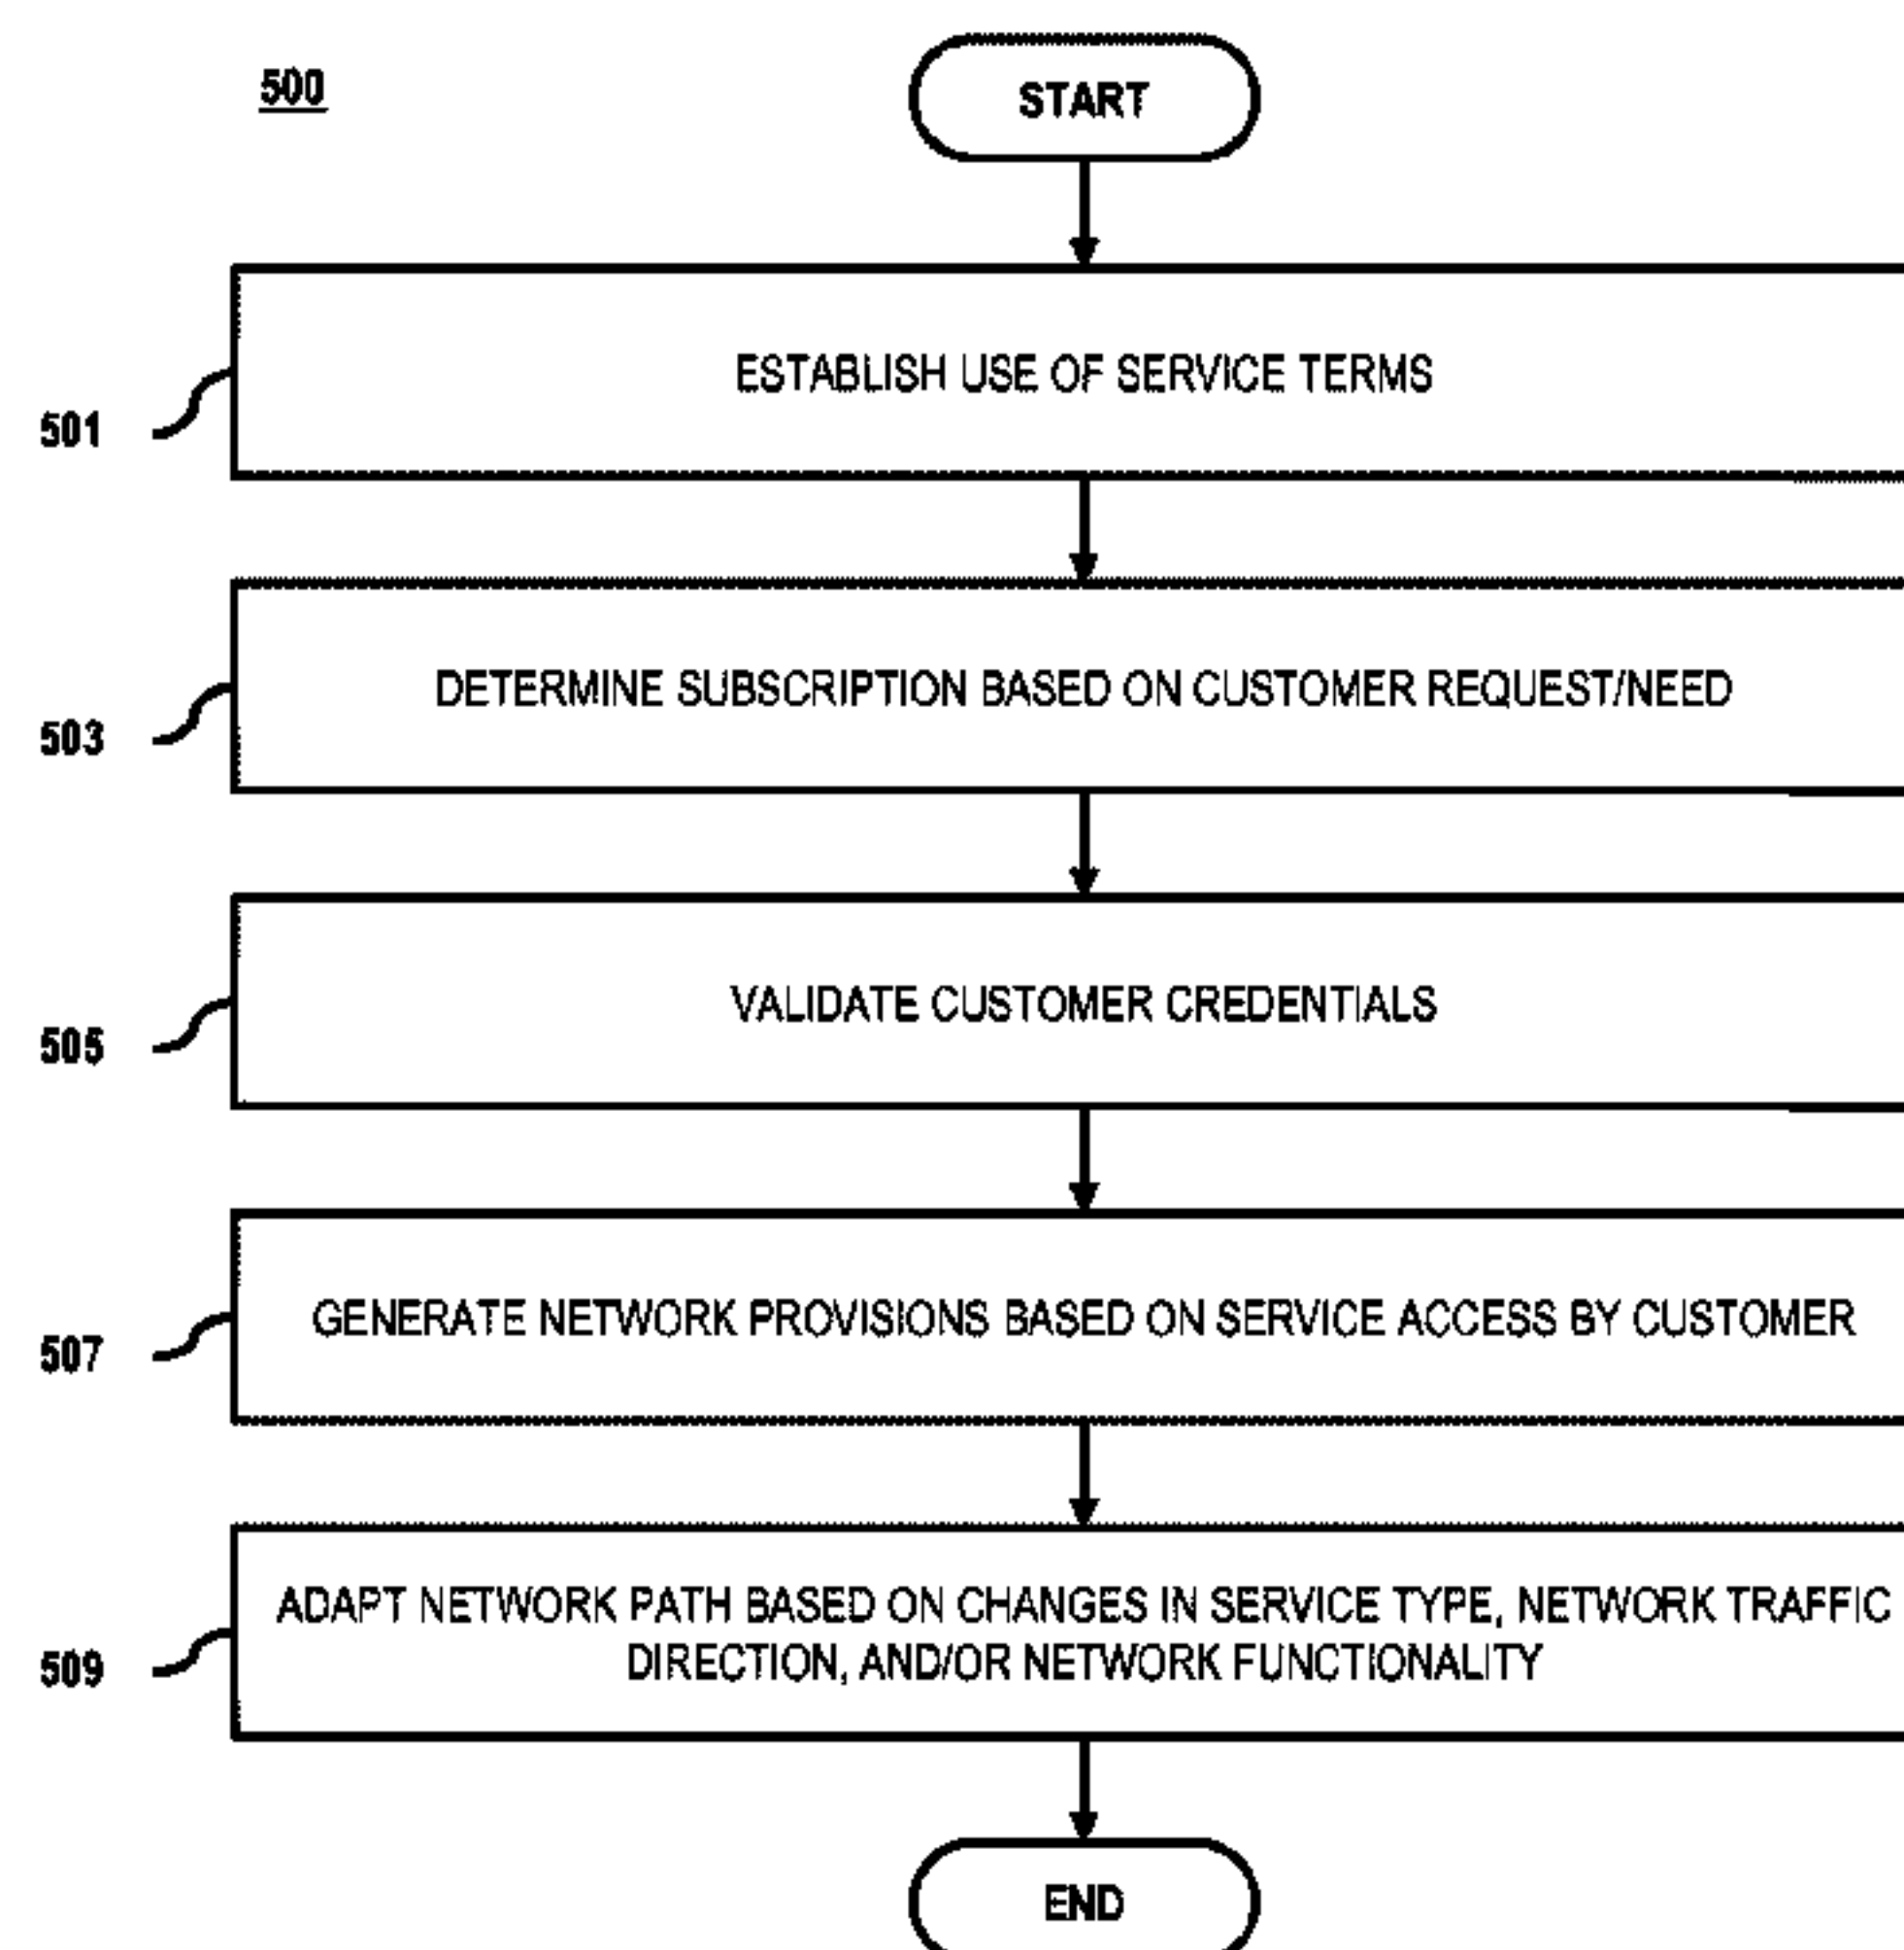 500
START
ESTABLISH USE OF SERVICE TERMS
501
DETERMINE SUBSCRIPTION BASED ON CUSTOMER REQUEST/NEED
503
VALIDATE CUSTOMER CREDENTIALS
505
GENERATE NETWORK PROVISIONS BASED ON SERVICE ACCESS BY CUSTOMER
507
ADAPT NETWORK PATH BASED ON CHANGES IN SERVICE TYPE, NETWORK TRAFFIC
DIRECTION, AND/OR NETWORK FUNCTIONALITY
509
END